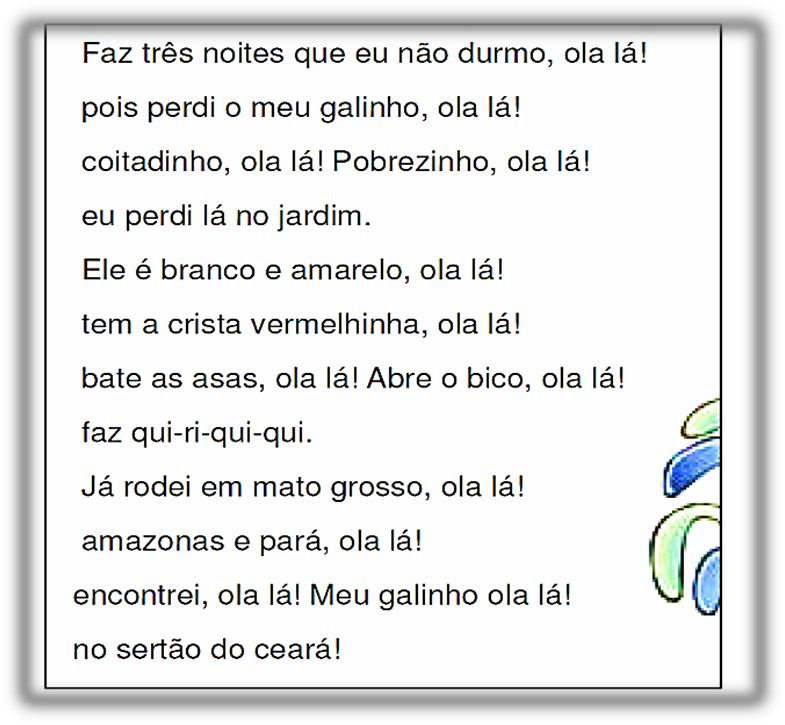 Faz três noites que eu não durmo, ola lá!
pois perdi o meu galinho, ola lá!
coitadinho, ola lá! Pobrezinho, ola lá!
eu perdi lá no jardim.
Ele é branco e amarelo, ola lá!
tem a crista vermelhinha, ola lá!
bate as asas, ola lá! Abre o bico, ola lá!
faz qui-ri-qui-qui.
Já rodei em mato grosso, ola lá!
amazonas e pará, ola lá!
encontrei, ola lá! Meu galinho ola lá!
no sertão do ceará!